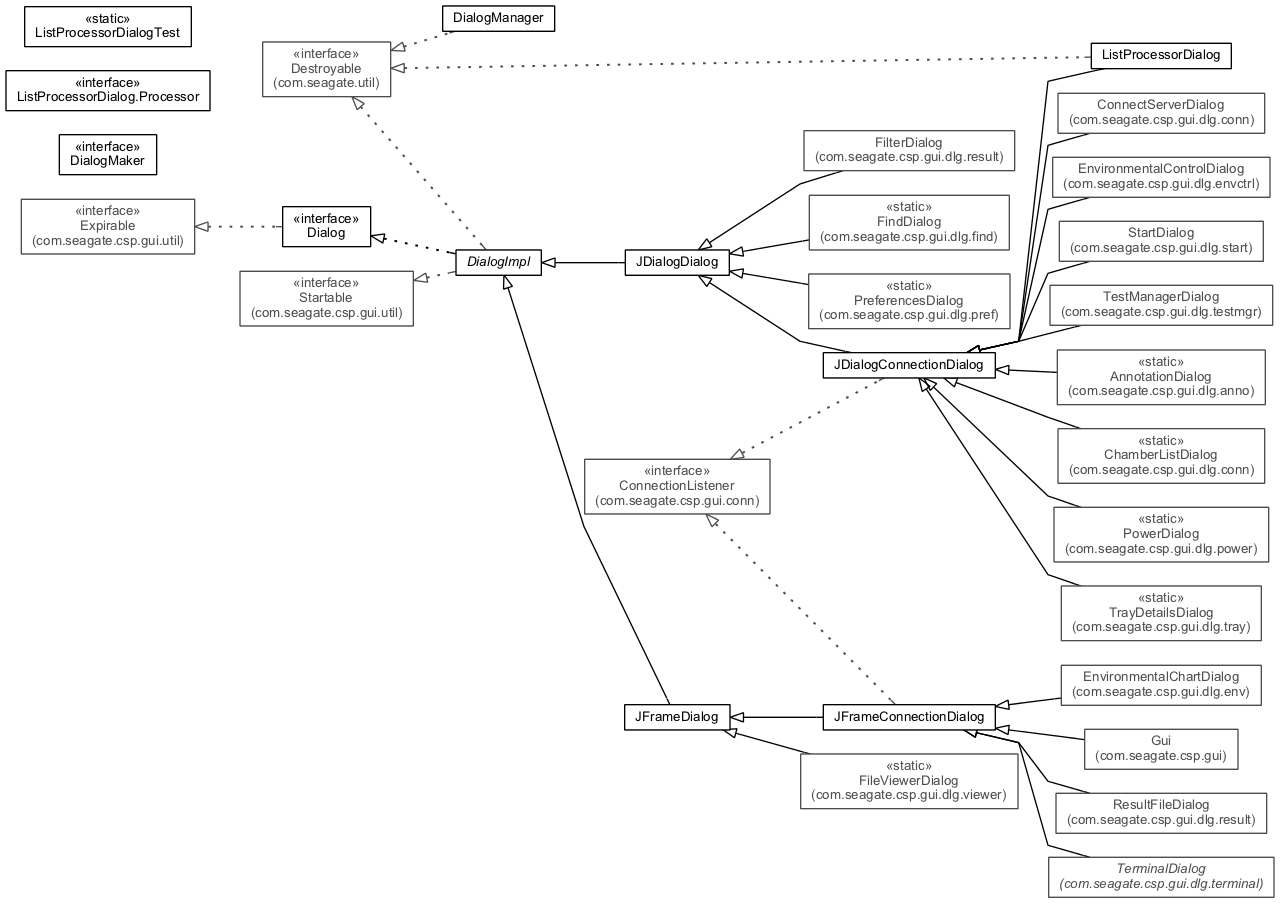 «static»
ListProcessorDialogTest
«interface»
ListProcessorDialog.Processor
«interface»
DialogMaker
«interface»
Expirable
(com.seagate.csp.gui.util)
«interface»
Destroyable
(com.seagate.util)
«interface»
Dialog
«interface»
Startable
(com.seagate.csp.gui.util)
DialogManager
DialogImpl
JDialogDialog
«interface»
ConnectionListener
(com.seagate.csp.gui.conn)
JFrameDialog
FilterDialog
(com.seagate.csp.gui.dlg.result)
«static»
FindDialog
(com.seagate.csp.gui.dlg.find)
«static»
PreferencesDialog
(com.seagate.csp.gui.dlg.pref)
JDialogConnectionDialog
JFrameConnectionDialog
«static»
FileViewerDialog
(com.seagate.csp.gui.dlg.viewer)
ListProcessorDialog
ConnectServerDialog
(com.seagate.csp.gui.dlg.conn)
EnvironmentalControlDialog
(com.seagate.csp.gui.dlg.envctrl)
StartDialog
(com.seagate.csp.gui.dlg.start)
TestManagerDialog
(com.seagate.csp.gui.dlg.testmgr)
«static»
AnnotationDialog
(com.seagate.csp.gui.dlg.anno)
«static»
ChamberListDialog
(com.seagate.csp.gui.dlg.conn)
«static»
PowerDialog
(com.seagate.csp.gui.dlg.power)
«static»
TrayDetailsDialog
(com.seagate.csp.gui.dlg.tray)
EnvironmentalChartDialog
(com.seagate.csp.gui.dlg.env)
Gui
(com.seagate.csp.gui)
ResultFileDialog
(com.seagate.csp.gui.dlg.result)
TerminalDialog
(com.seagate.csp.gui.dlg.terminal)